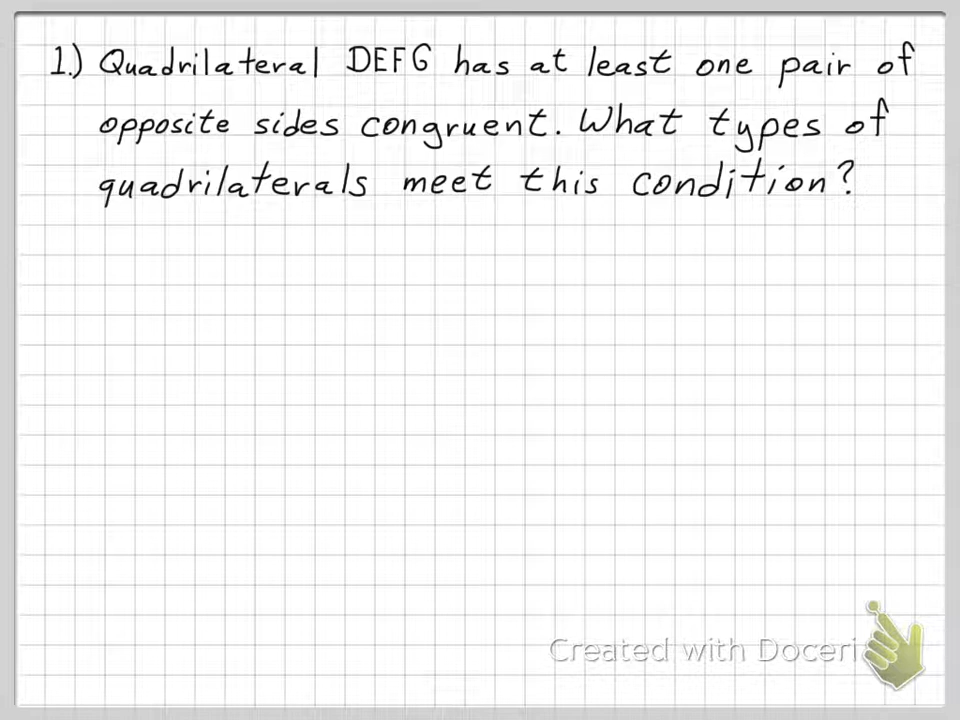 1.) Quadrilateral DEFG has at least one pair of
opposite sides congruent. What types of
quadrilaterals meet this condition?
Created with Doceri